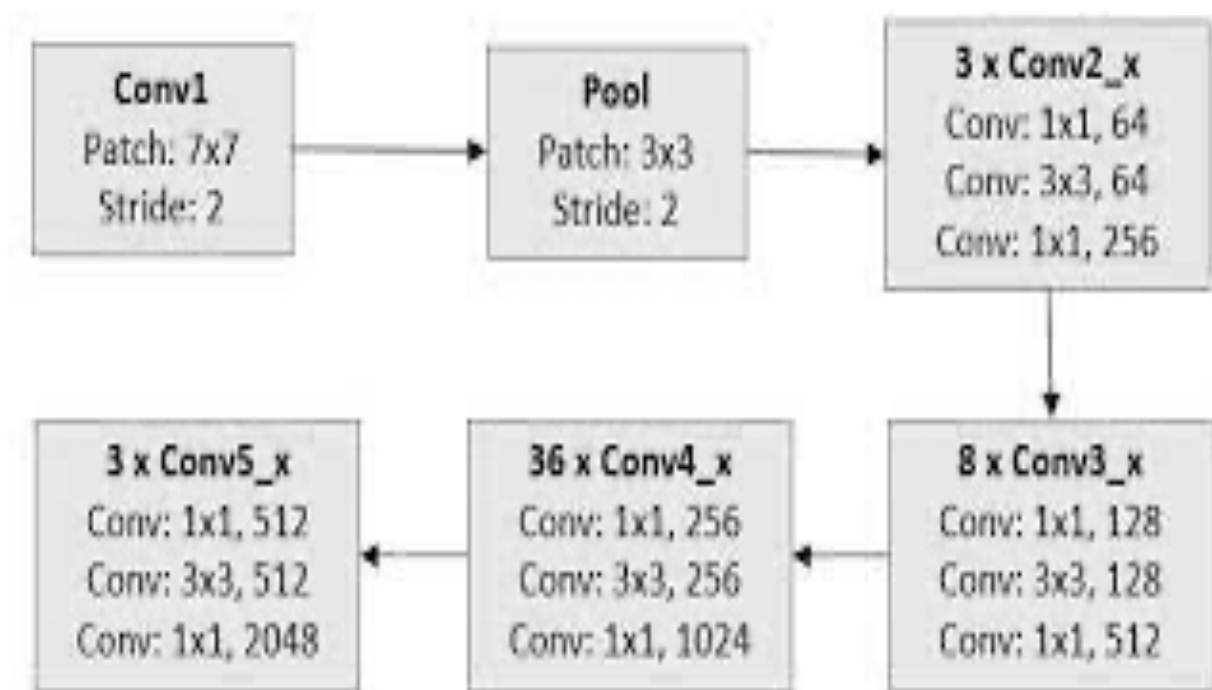 Conv1
Patch: 7x7
Stride: 2
Pool
Patch: 3x3
Stride: 2
3 x Conv2_x
Conv: 1x1, 64
Conv: 3x3, 64
Conv: 1x1, 256
8 x Conv3_x
Conv: 1x1, 128
Conv: 3x3, 128
Conv: 1x1, 512
36 x Conv4_x
Conv: 1x1, 256
Conv: 3x3, 256
Conv: 1x1, 1024
3 x Conv5_x
Conv: 1x1, 512
Conv: 3x3, 512
Conv: 1x1, 2048